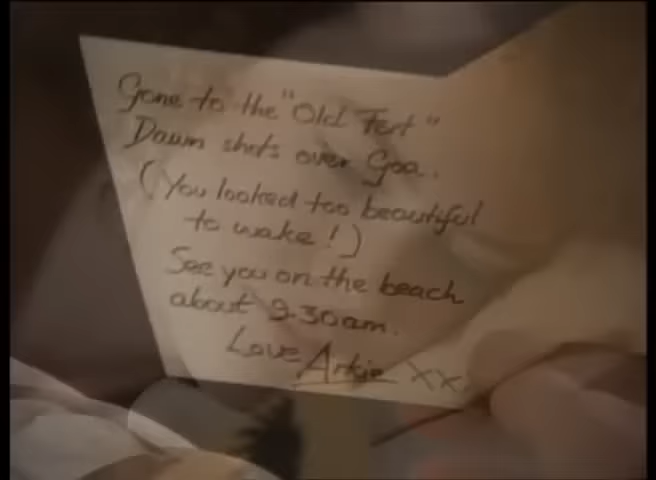 Gone to the "Old Fort"
Dawn shots over Goa.
(You looked too beautiful
to wake!)
See you on the beach
about 9.30am.
Love Arkie XX